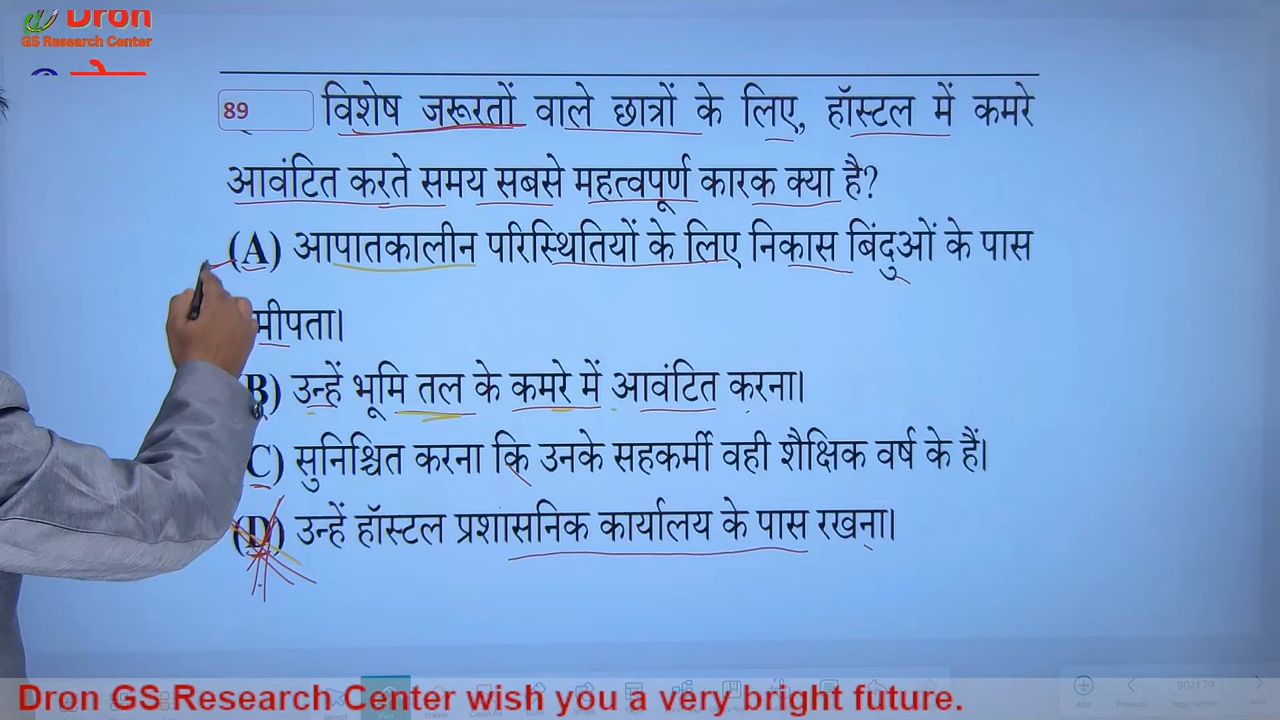 Dron
GS Research Center
89 विशेष जरूरतों वाले छात्रों के लिए, हॉस्टल में कमरे
आवंटित करते समय सबसे महत्वपूर्ण कारक क्या है?
(A) आपातकालीन परिस्थितियों के लिए निकास बिंदुओं के पास
मीपता।
B) उन्हें भूमि तल के कमरे में आवंटित करना।
C) सुनिश्चित करना कि उनके सहकर्मी वही शैक्षिक वर्ष के हैं।
(D) उन्हें हॉस्टल प्रशासनिक कार्यालय के पास रखना।
Dron GS Research Center wish you a very bright future.
90/179